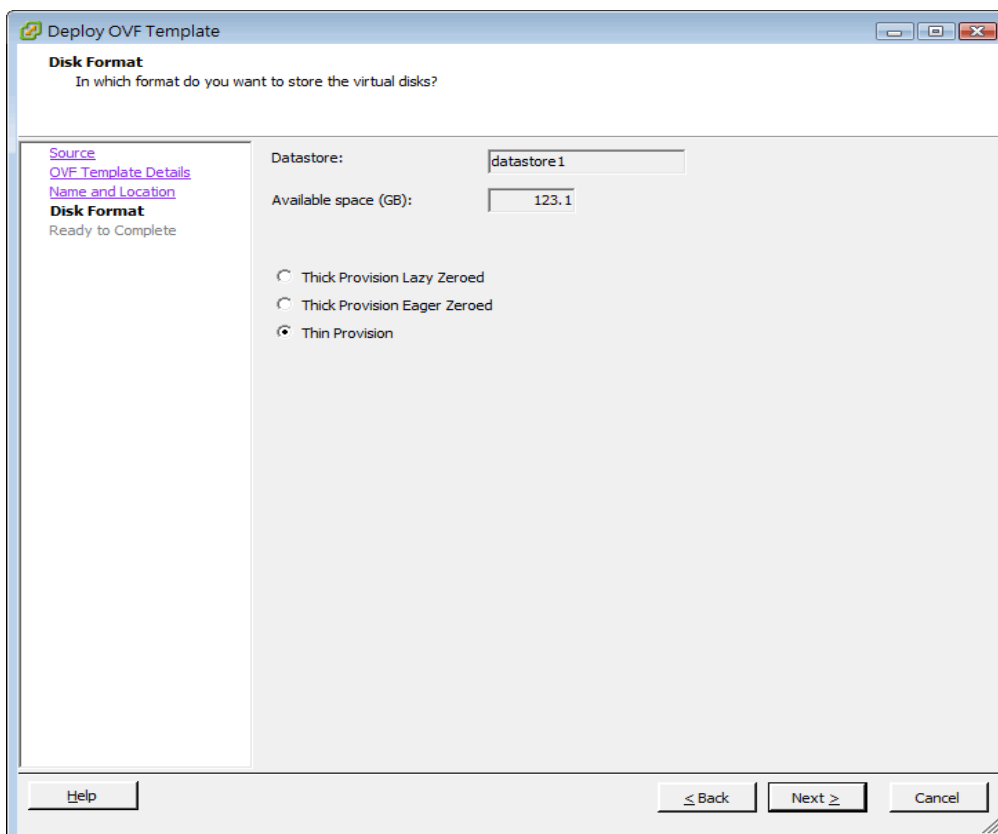 Deploy OVF Template
Disk Format
In which format do you want to store the virtual disks?
Source
OVF Template Details
Name and Location
Disk Format
Ready to Complete
Datastore:
datastore1
Available space (GB):
123.1
Thick Provision Lazy Zeroed
Thick Provision Eager Zeroed
Thin Provision
Help
< Back
Next >
Cancel